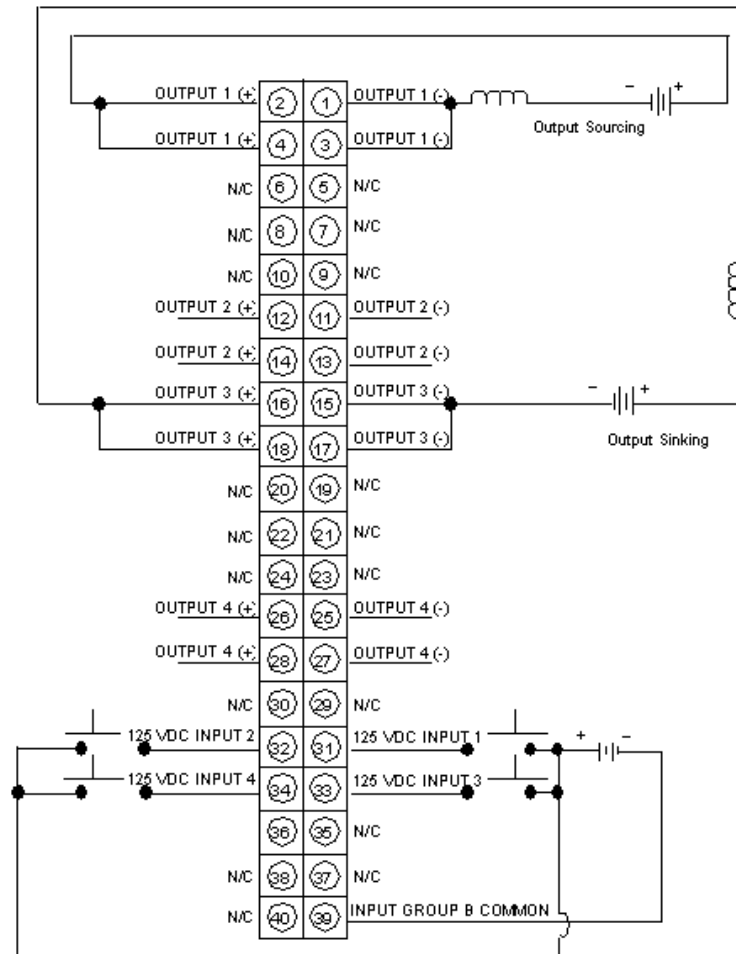 OUTPUT 1 (+) 2 1 OUTPUT 1 (-) - +
Output Sourcing
OUTPUT 1 (+) 4 3 OUTPUT 1 (-)
N/C 6 5 N/C
N/C 8 7 N/C
N/C 10 9 N/C
OUTPUT 2 (+) 12 11 OUTPUT 2 (-)
OUTPUT 2 (+) 14 13 OUTPUT 2 (-)
OUTPUT 3 (+) 16 15 OUTPUT 3 (-) - +
OUTPUT 3 (+) 18 17 OUTPUT 3 (-) Output Sinking
N/C 20 19 N/C
N/C 22 21 N/C
N/C 24 23 N/C
OUTPUT 4 (+) 26 25 OUTPUT 4 (-)
OUTPUT 4 (+) 28 27 OUTPUT 4 (-)
N/C 30 29 N/C
125 VDC INPUT 2 32 31 125 VDC INPUT 1 + -
125 VDC INPUT 4 34 33 125 VDC INPUT 3
36 35 N/C
N/C 38 37 N/C
N/C 40 39 INPUT GROUP B COMMON